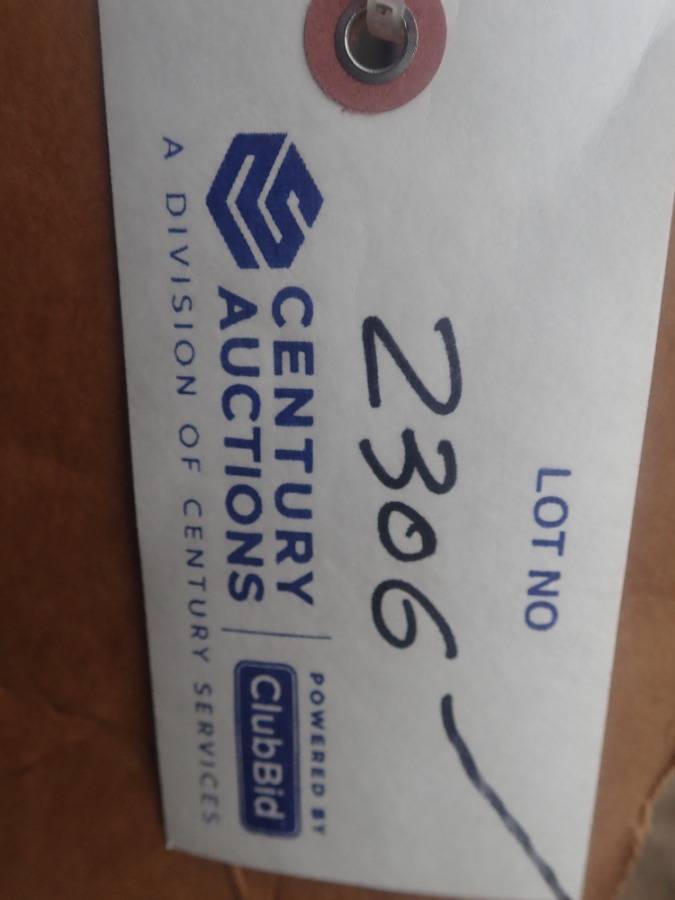 LOT NO
2306
CENTURY
AUCTIONS
POWERED BY
ClubBid
A DIVISION OF CENTURY SERVICES